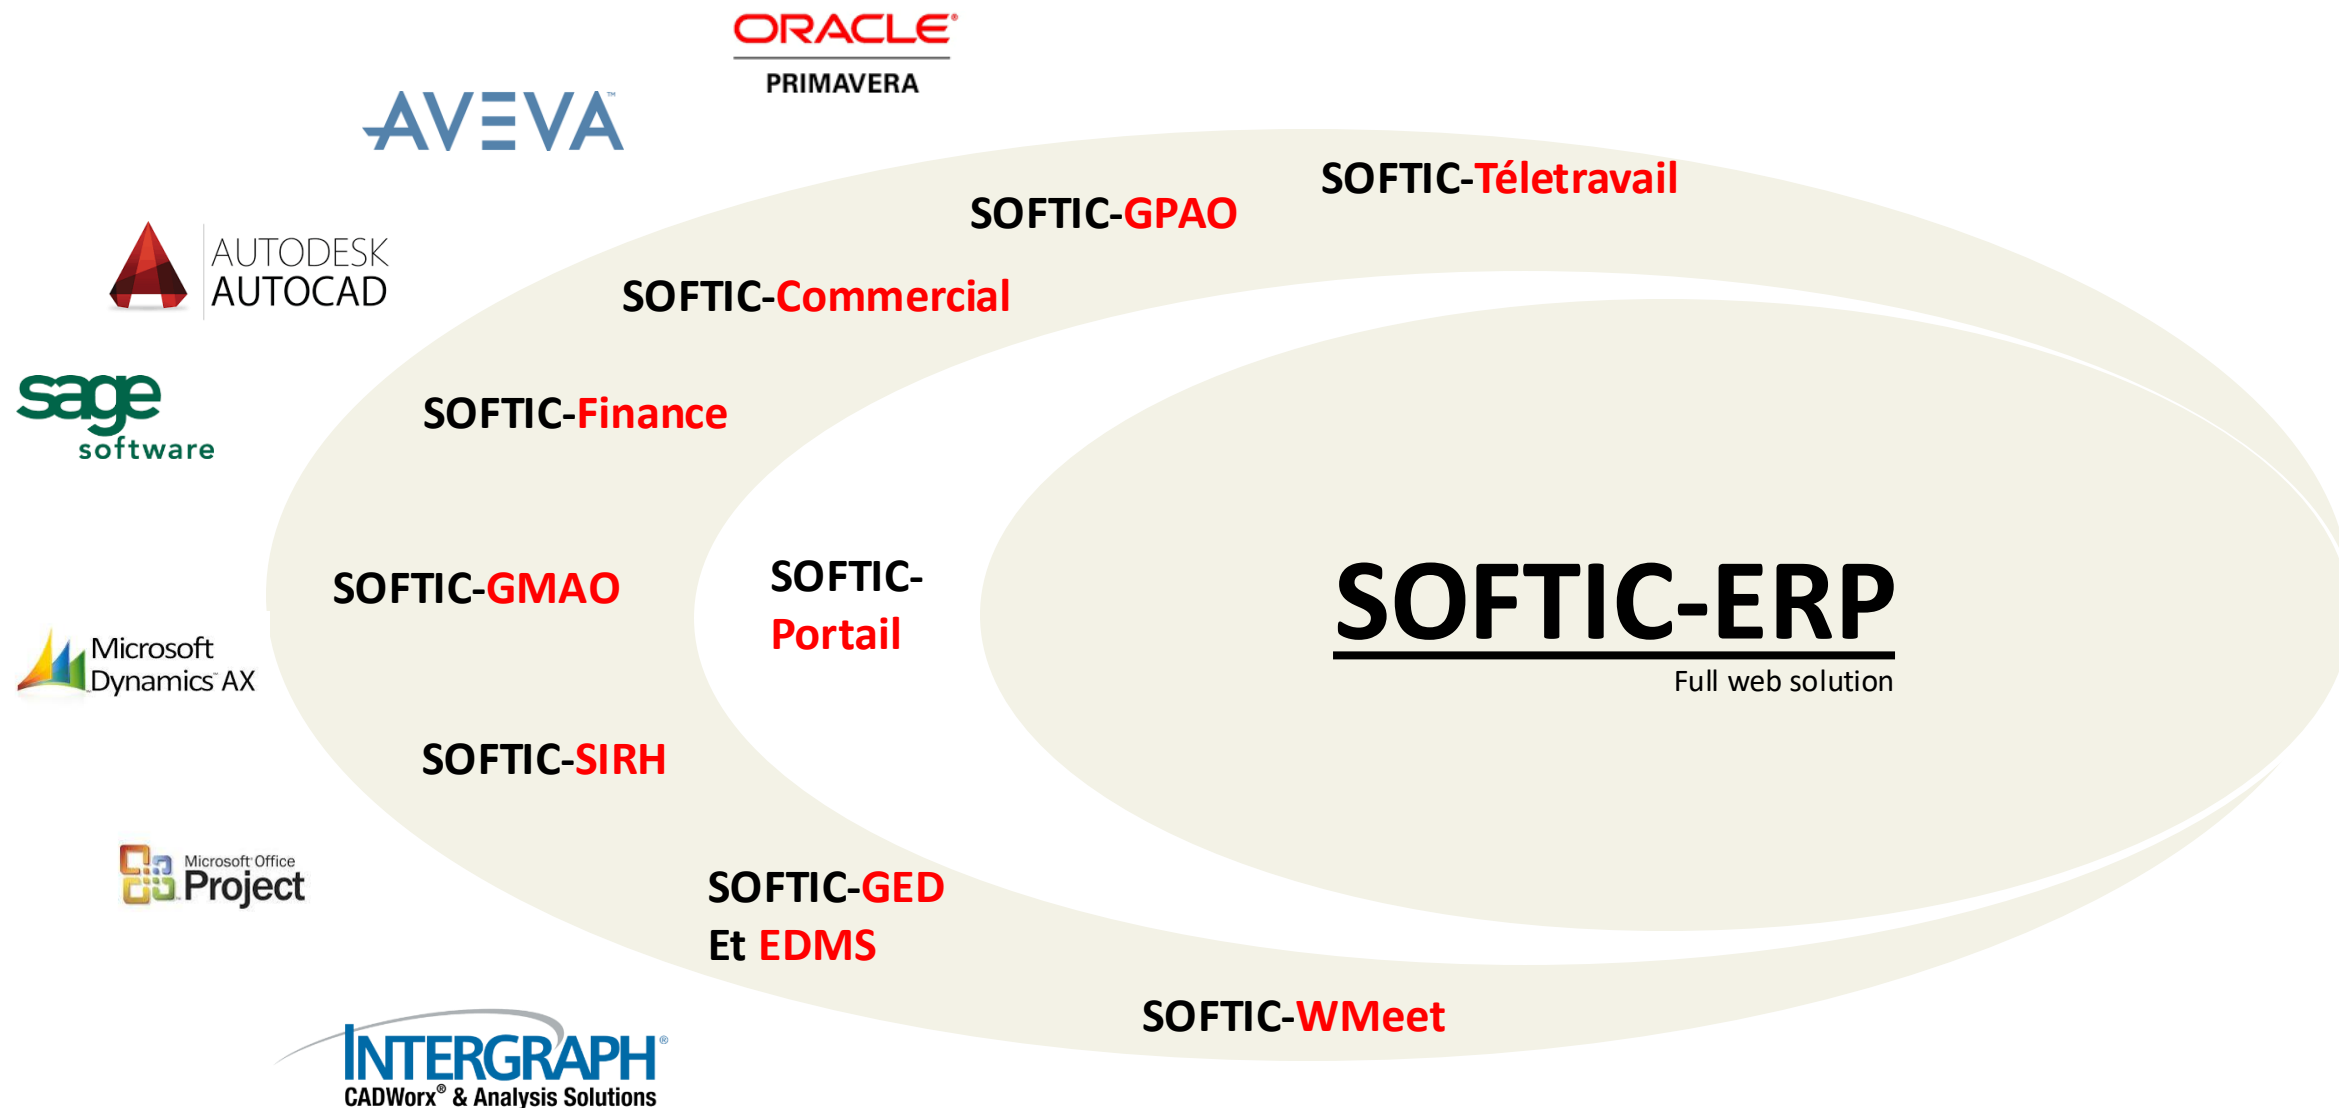 ORACLE®
PRIMAVERA
AVEVA™
SOFTIC-Téletravail
SOFTIC-GPAO
AUTODESK
AUTOCAD
SOFTIC-Commercial
sage
software
SOFTIC-Finance
SOFTIC-GMAO
SOFTIC-
Portail
SOFTIC-ERP
Full web solution
Microsoft
Dynamics™ AX
SOFTIC-SIRH
Microsoft® Office
Project
SOFTIC-GED
Et EDMS
SOFTIC-WMeet
INTERGRAPH®
CADWorx® & Analysis Solutions